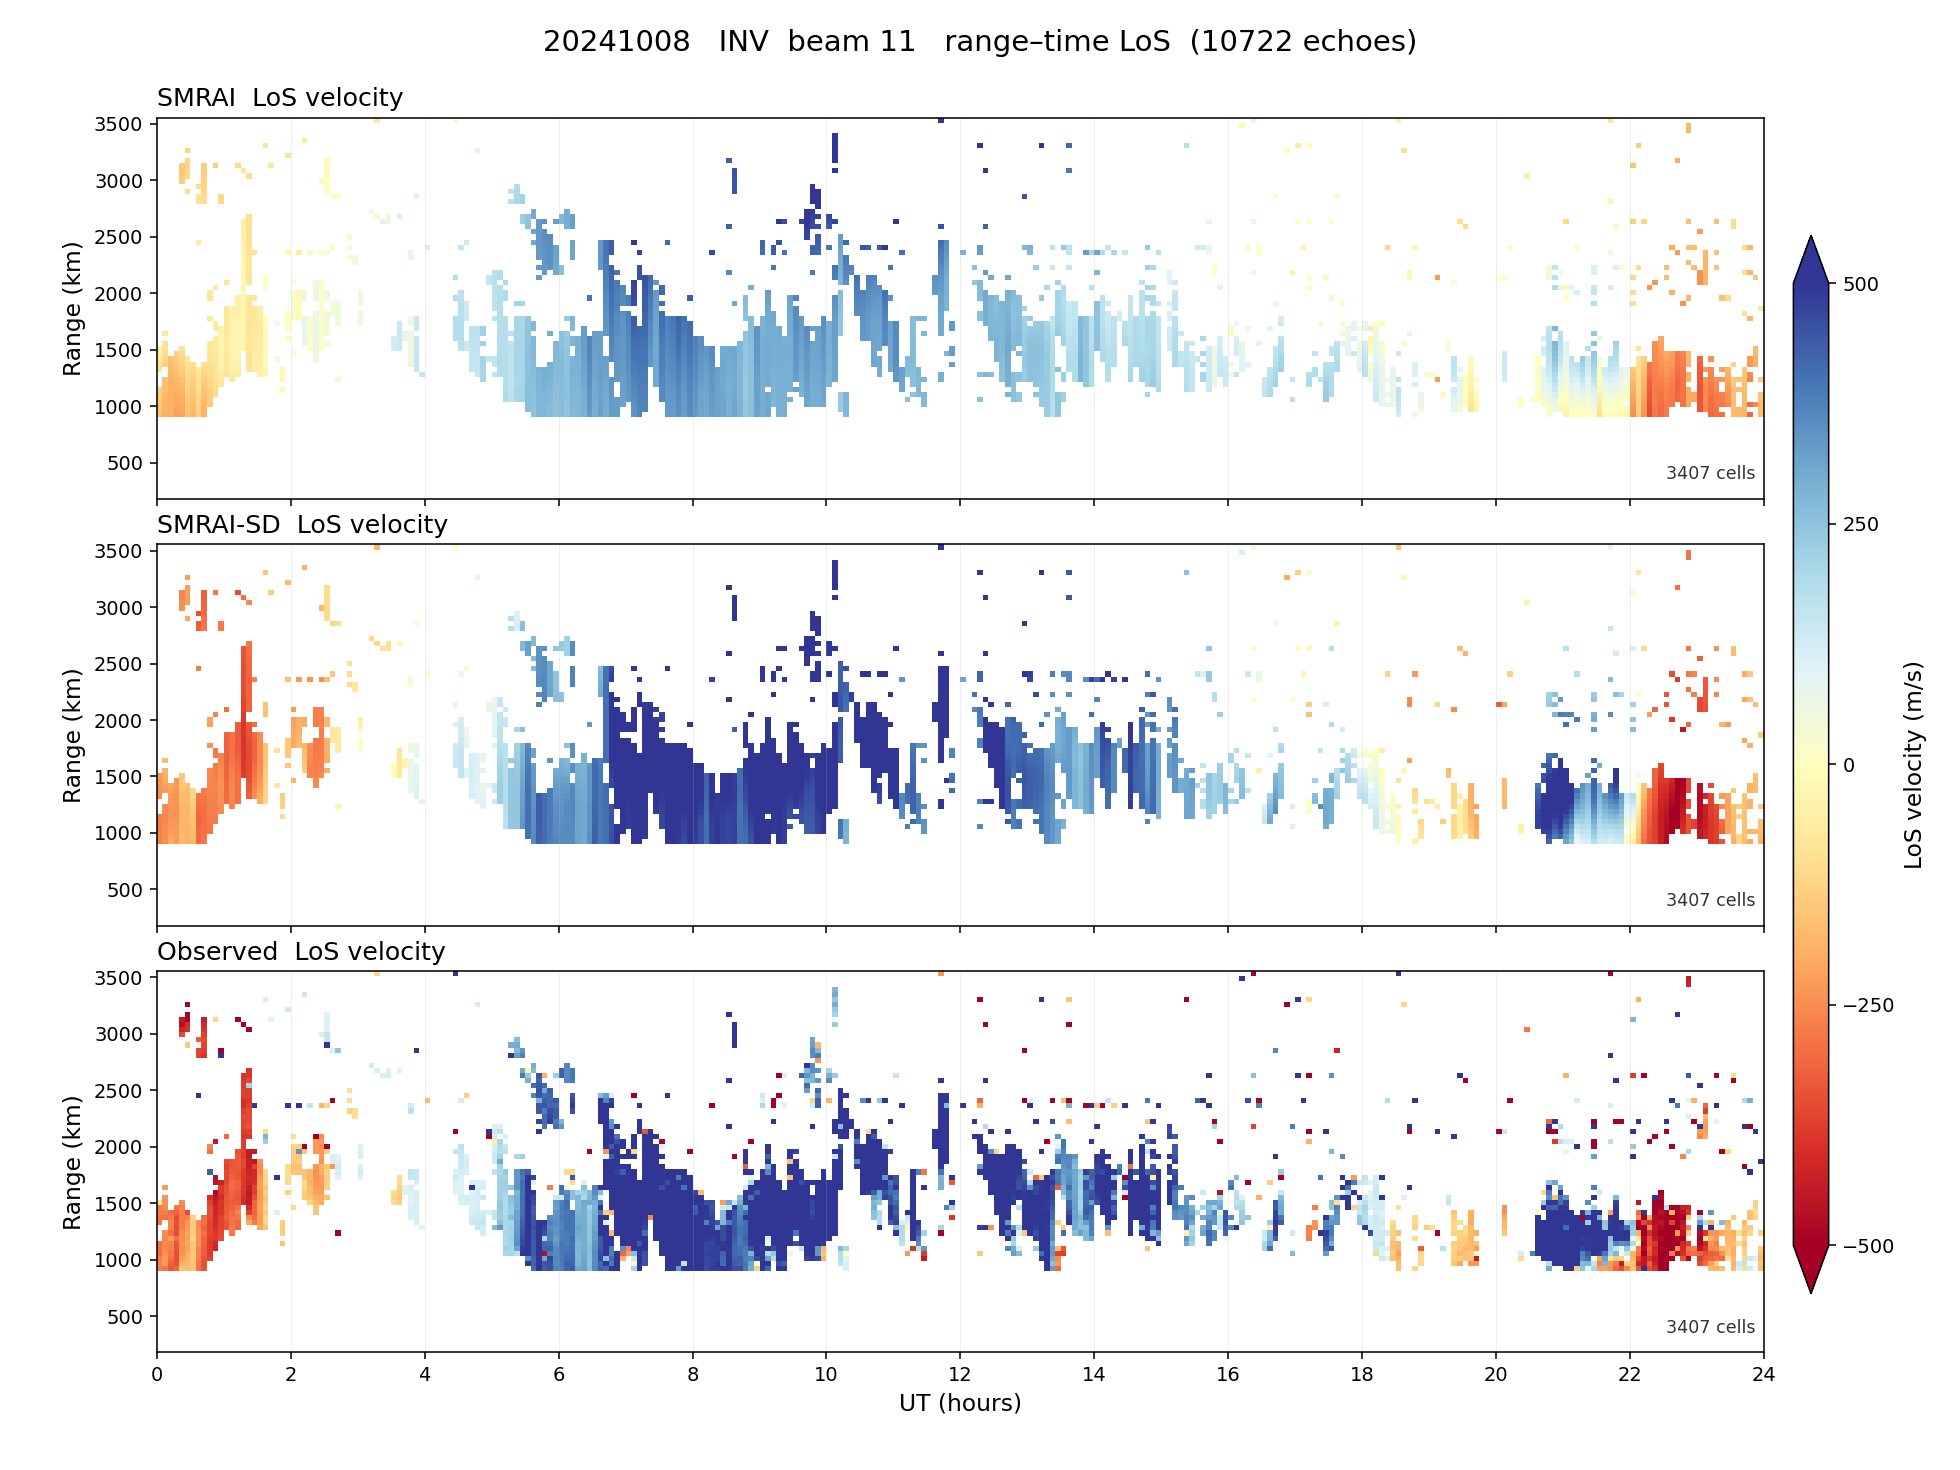 20241008 INV beam 11 range–time LoS (10722 echoes)
SMRAI LoS velocity
3500
3000
2500
2000
1500
1000
500
Range (km)
3407 cells
SMRAI-SD LoS velocity
3500
3000
2500
2000
1500
1000
500
Range (km)
3407 cells
Observed LoS velocity
3500
3000
2500
2000
1500
1000
500
Range (km)
3407 cells
0 2 4 6 8 10 12 14 16 18 20 22 24
UT (hours)
500
250
0
−250
−500
LoS velocity (m/s)